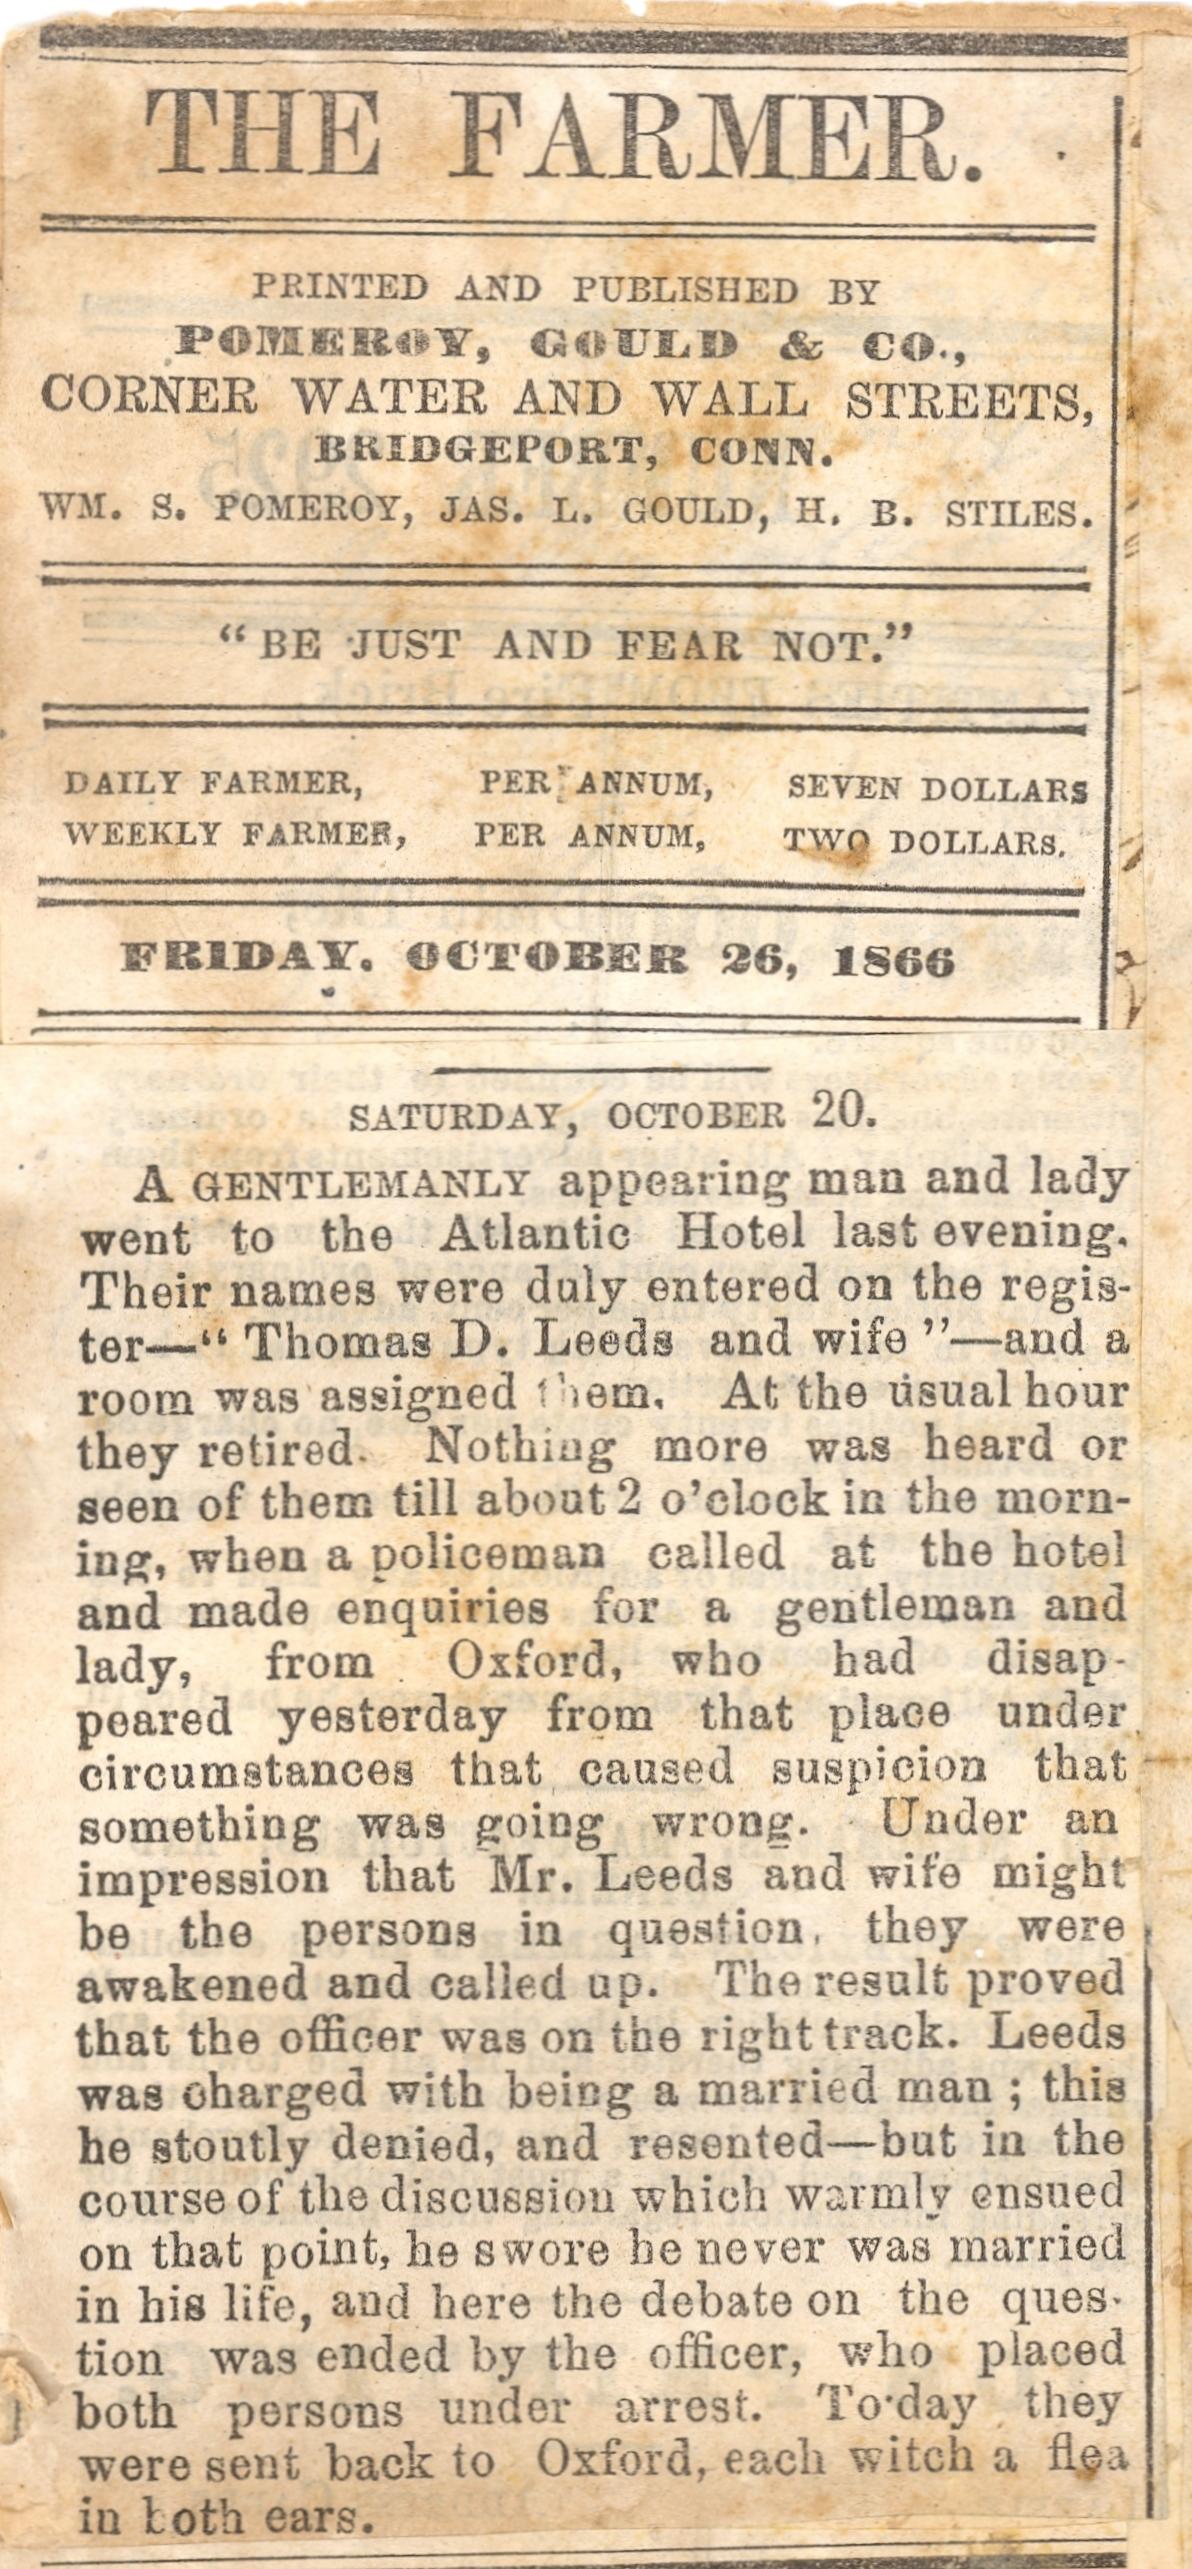 THE FARMER.
PRINTED AND PUBLISHED BY
POMEROY, GOULD & CO.,
CORNER WATER AND WALL STREETS,
BRIDGEPORT, CONN.
WM. S. POMEROY, JAS. L. GOULD, H. B. STILES.
“BE JUST AND FEAR NOT.”
DAILY FARMER, PER ANNUM, SEVEN DOLLARS
WEEKLY FARMER, PER ANNUM, TWO DOLLARS.
FRIDAY. OCTOBER 26, 1866
SATURDAY, OCTOBER 20.
A GENTLEMANLY appearing man and lady
went to the Atlantic Hotel last evening.
Their names were duly entered on the regis-
ter—“ Thomas D. Leeds and wife ”—and a
room was assigned them. At the usual hour
they retired. Nothing more was heard or
seen of them till about 2 o’clock in the morn-
ing, when a policeman called at the hotel
and made enquiries for a gentleman and
lady, from Oxford, who had disap-
peared yesterday from that place under
circumstances that caused suspicion that
something was going wrong. Under an
impression that Mr. Leeds and wife might
be the persons in question, they were
awakened and called up. The result proved
that the officer was on the right track. Leeds
was charged with being a married man ; this
he stoutly denied, and resented—but in the
course of the discussion which warmly ensued
on that point, he swore he never was married
in his life, and here the debate on the ques-
tion was ended by the officer, who placed
both persons under arrest. To-day they
were sent back to Oxford, each witch a flea
in both ears.